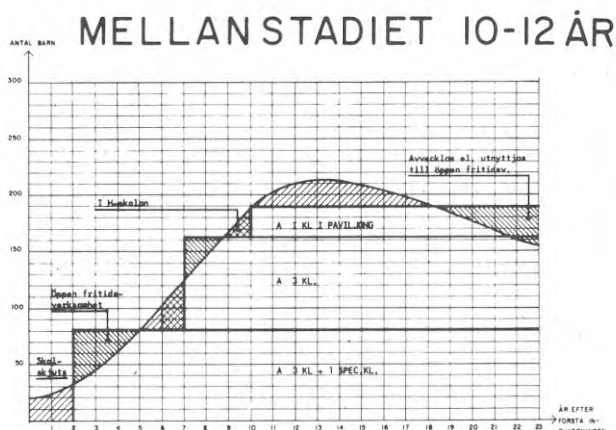 MELLANSTADIET 10-12 ÅR
ANTAL BARN
300
250
200
150
100
50
Avvecklas el. utnyttjas
till öppen fritidsv.
I H-skolan
A 1 KL I PAVILJONG
A 3 KL.
Öppen fritids-
verksamhet
Skol-
skjuts
A 3 KL + 1 SPEC.KL.
1 2 3 4 5 6 7 8 9 10 11 12 13 14 15 16 17 18 19 20 21 22 23
ÅR EFTER
FÖRSTA IN-